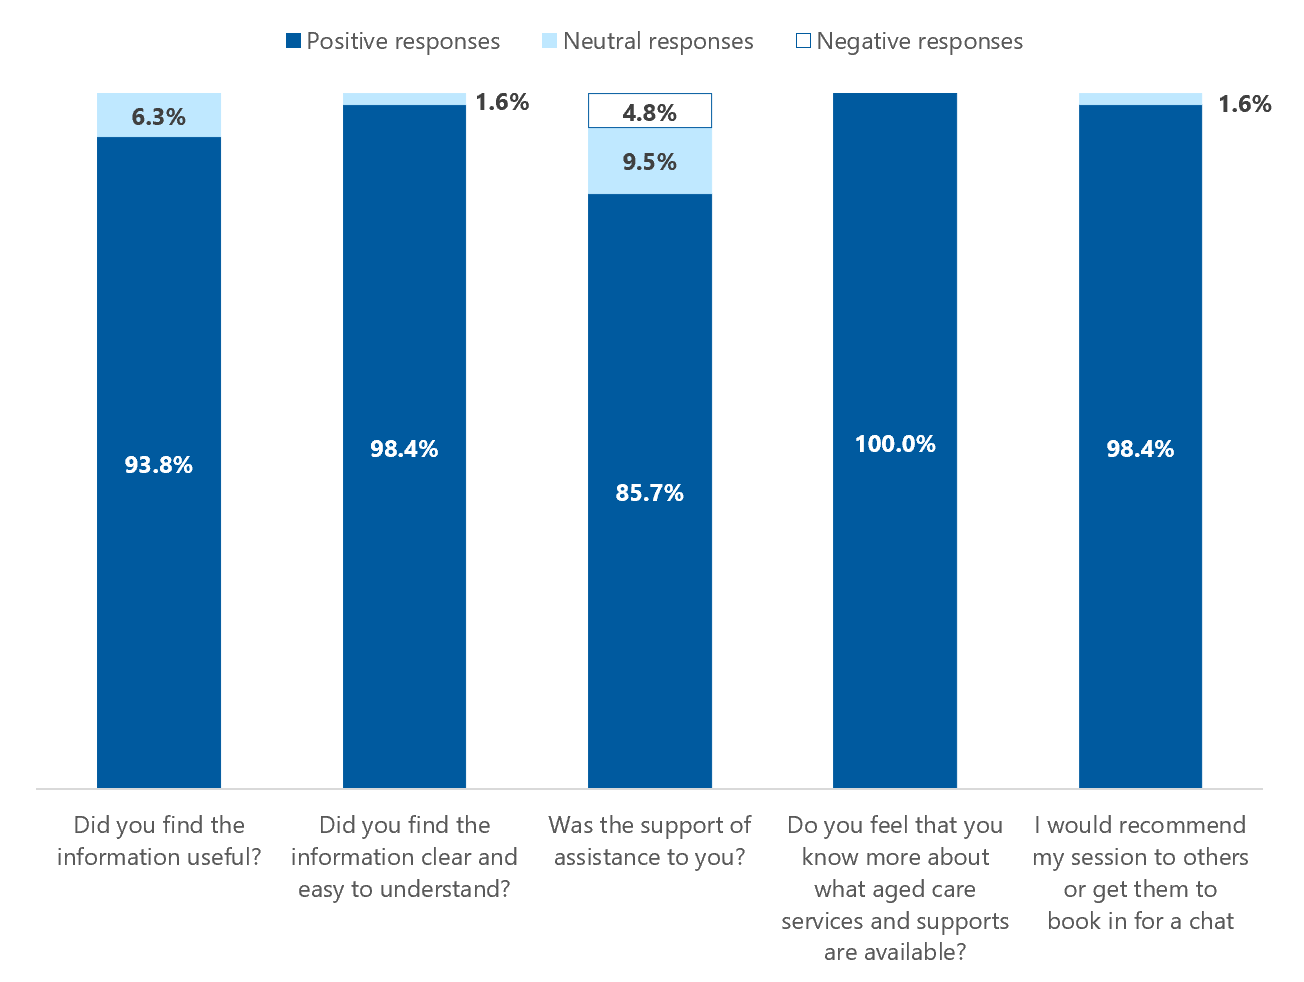 Positive responses Neutral responses Negative responses
6.3%
1.6%
4.8%
9.5%
1.6%
93.8%
98.4%
85.7%
100.0%
98.4%
Did you find the
information useful?
Did you find the
information clear and
easy to understand?
Was the support of
assistance to you?
Do you feel that you
know more about
what aged care
services and supports
are available?
I would recommend
my session to others
or get them to
book in for a chat